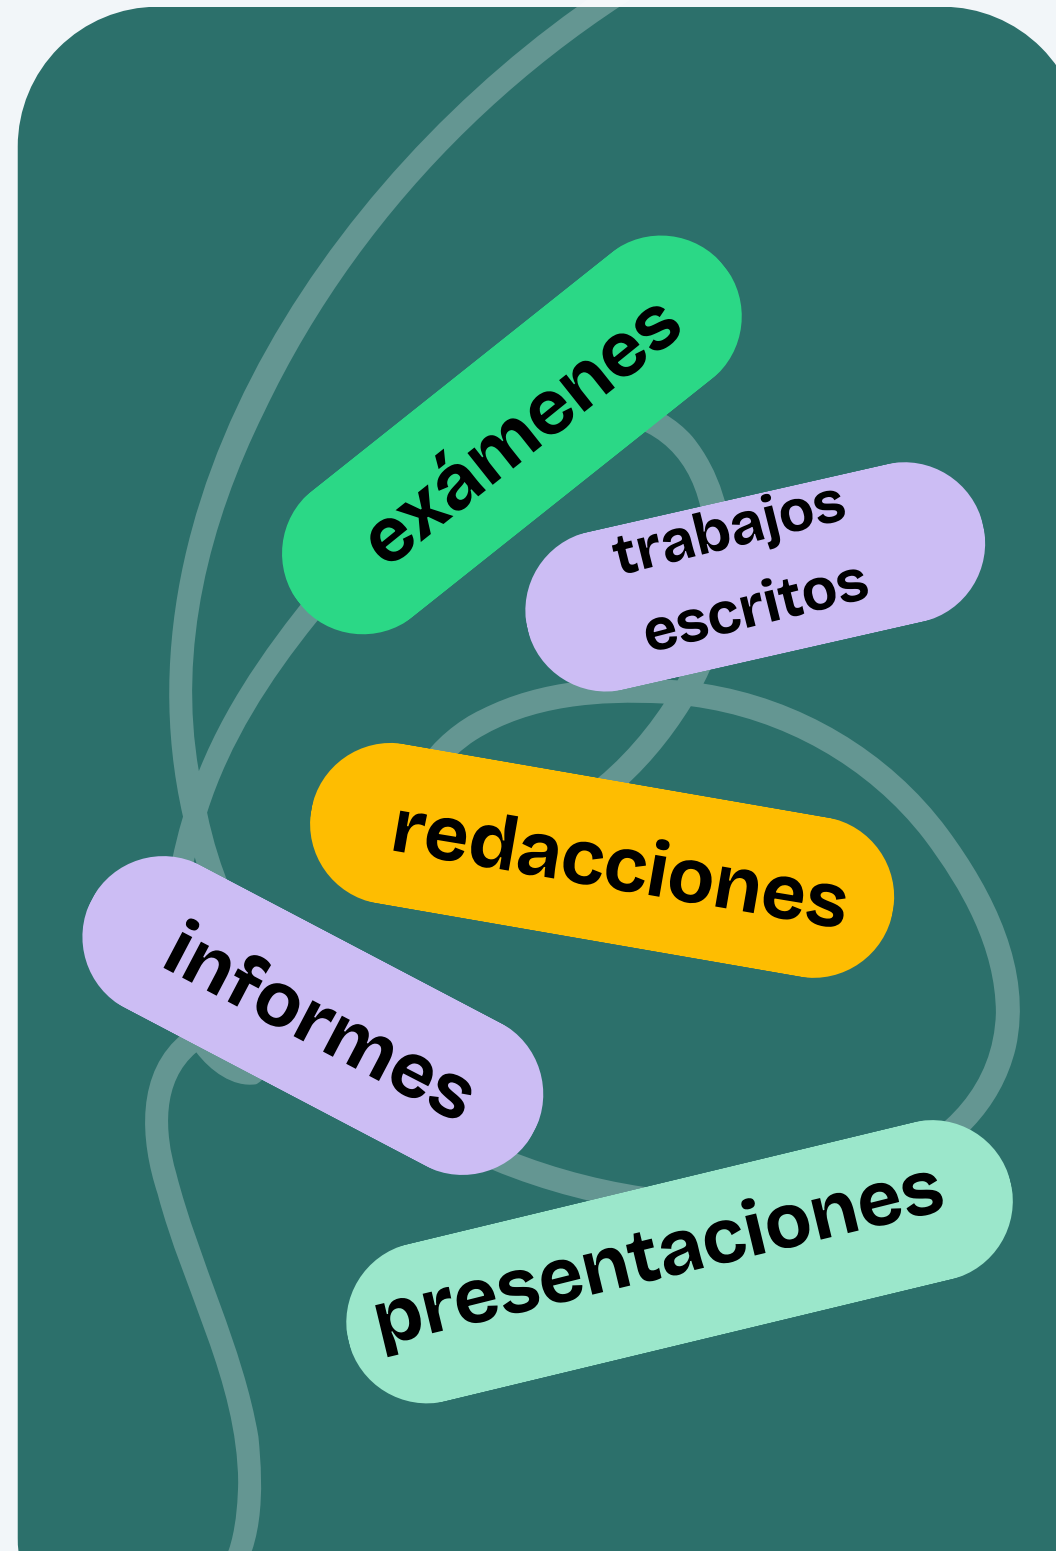 exámenes
trabajos
escritos
redacciones
informes
presentaciones